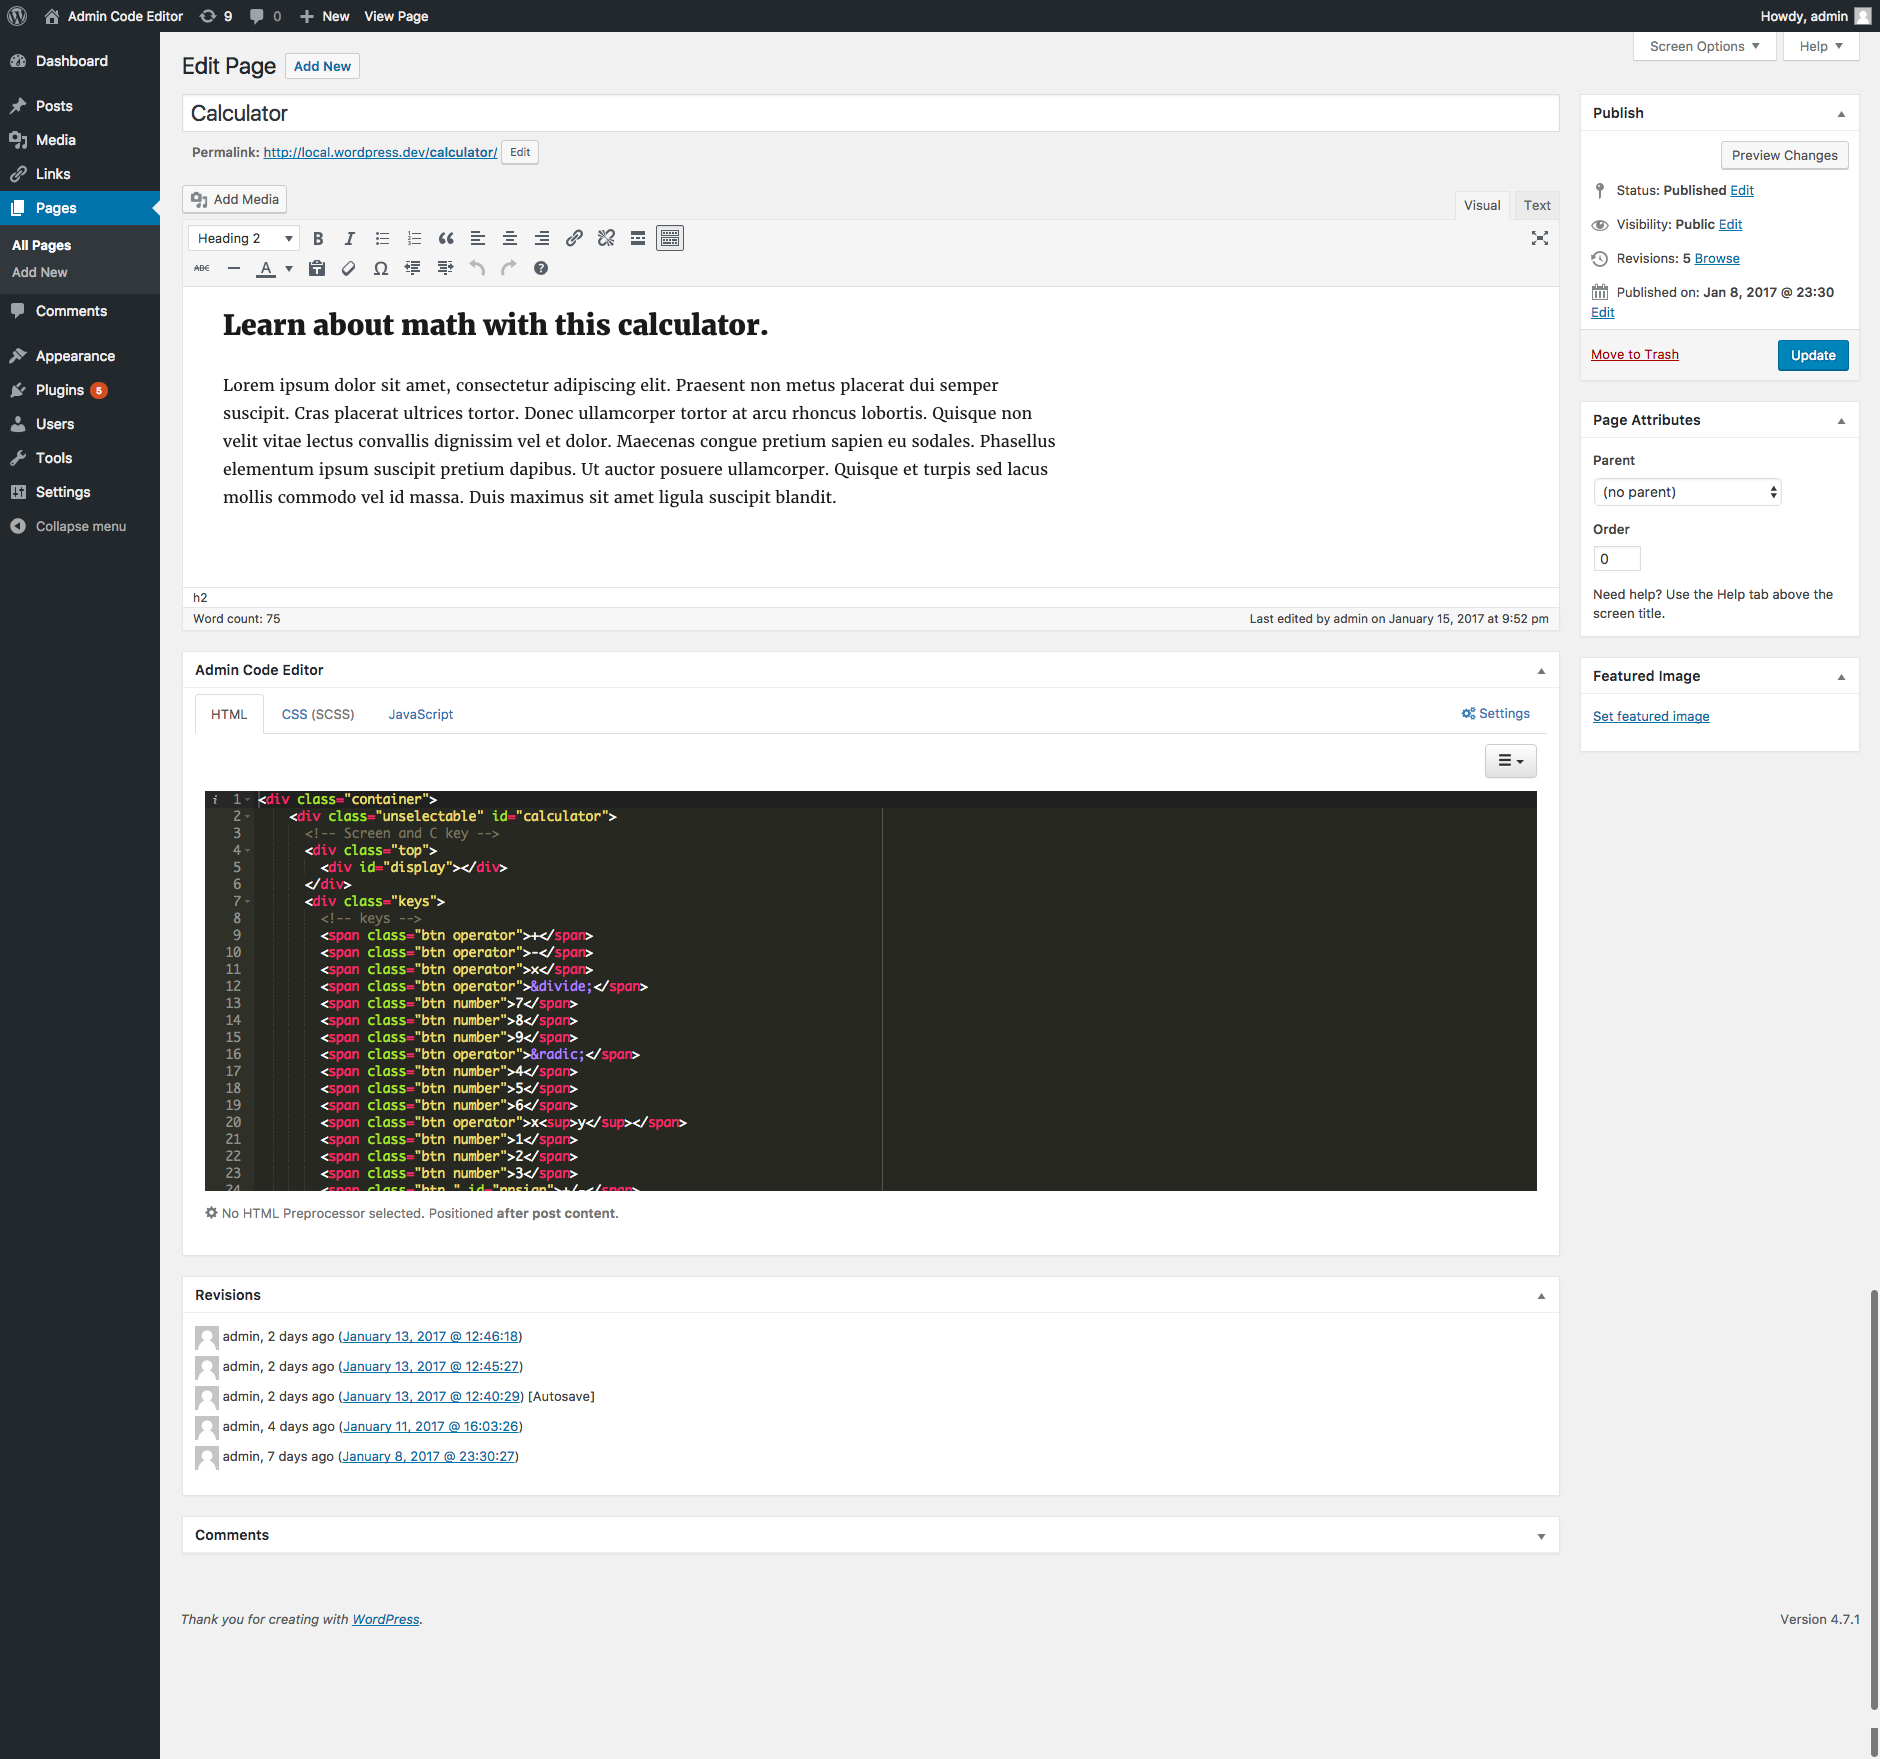 Admin Code Editor 9 0 New View Page Howdy, admin
Dashboard
Posts
Media
Links
Pages
All Pages
Add New
Comments
Appearance
Plugins 5
Users
Tools
Settings
Collapse menu
Screen Options Help
Edit Page Add New
Calculator
Permalink: http://local.wordpress.dev/calculator/ Edit
Add Media
Visual Text
Heading 2
ABC
Learn about math with this calculator.
Lorem ipsum dolor sit amet, consectetur adipiscing elit. Praesent non metus placerat dui semper
suscipit. Cras placerat ultrices tortor. Donec ullamcorper tortor at arcu rhoncus lobortis. Quisque non
velit vitae lectus convallis dignissim vel et dolor. Maecenas congue pretium sapien eu sodales. Phasellus
elementum ipsum suscipit pretium dapibus. Ut auctor posuere ullamcorper. Quisque et turpis sed lacus
mollis commodo vel id massa. Duis maximus sit amet ligula suscipit blandit.
h2
Word count: 75 Last edited by admin on January 15, 2017 at 9:52 pm
Admin Code Editor
HTML CSS (SCSS) JavaScript Settings
1 <div class="container">
2 <div class="unselectable" id="calculator">
3 <!-- Screen and C key -->
4 <div class="top">
5 <div id="display"></div>
6 </div>
7 <div class="keys">
8 <!-- keys -->
9 <span class="btn operator">+</span>
10 <span class="btn operator">-</span>
11 <span class="btn operator">x</span>
12 <span class="btn operator">&divide;</span>
13 <span class="btn number">7</span>
14 <span class="btn number">8</span>
15 <span class="btn number">9</span>
16 <span class="btn operator">&radic;</span>
17 <span class="btn number">4</span>
18 <span class="btn number">5</span>
19 <span class="btn number">6</span>
20 <span class="btn operator">x<sup>y</sup></span>
21 <span class="btn number">1</span>
22 <span class="btn number">2</span>
23 <span class="btn number">3</span>
24 <span class="btn " id=
No HTML Preprocessor selected. Positioned after post content.
Revisions
admin, 2 days ago (January 13, 2017 @ 12:46:18)
admin, 2 days ago (January 13, 2017 @ 12:45:27)
admin, 2 days ago (January 13, 2017 @ 12:40:29) [Autosave]
admin, 4 days ago (January 11, 2017 @ 16:03:26)
admin, 7 days ago (January 8, 2017 @ 23:30:27)
Comments
Publish
Preview Changes
Status: Published Edit
Visibility: Public Edit
Revisions: 5 Browse
Published on: Jan 8, 2017 @ 23:30
Edit
Move to Trash Update
Page Attributes
Parent
(no parent)
Order
0
Need help? Use the Help tab above the
screen title.
Featured Image
Set featured image
Thank you for creating with WordPress. Version 4.7.1